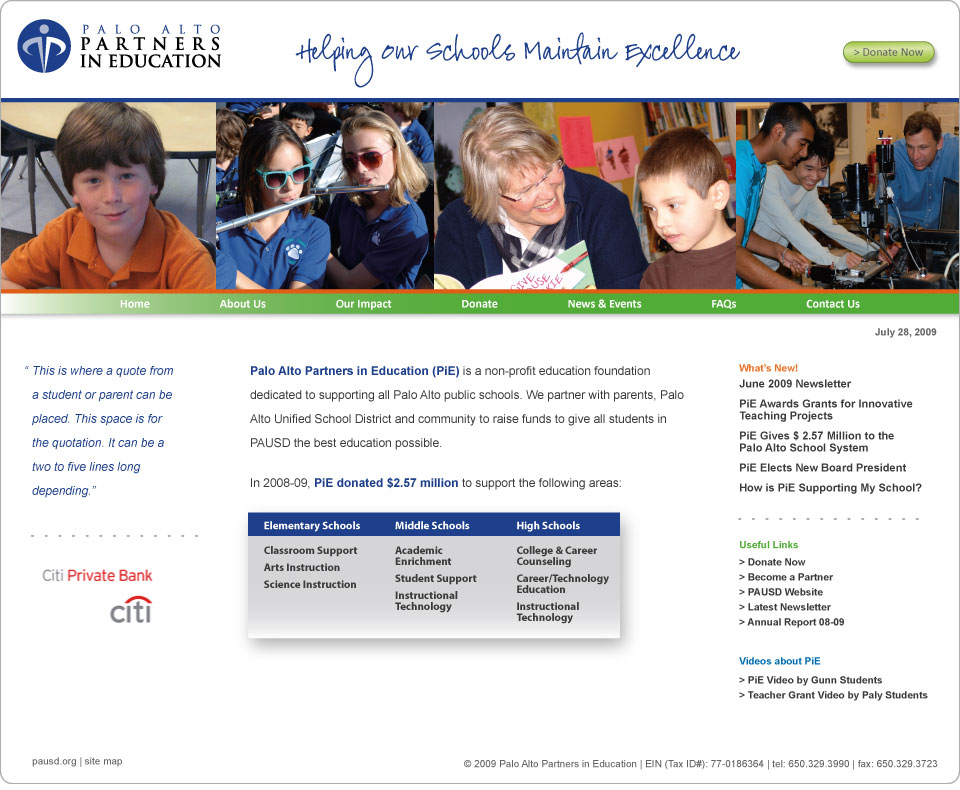 PALO ALTO
PARTNERS
IN EDUCATION
Helping Our Schools Maintain Excellence
> Donate Now
GIVE
Home About Us Our Impact Donate News & Events FAQs Contact Us
July 28, 2009
“ This is where a quote from
a student or parent can be
placed. This space is for
the quotation. It can be a
two to five lines long
depending.”
Citi Private Bank
citi
Palo Alto Partners in Education (PiE) is a non-profit education foundation
dedicated to supporting all Palo Alto public schools. We partner with parents, Palo
Alto Unified School District and community to raise funds to give all students in
PAUSD the best education possible.
In 2008-09, PiE donated $2.57 million to support the following areas:
Elementary Schools Middle Schools High Schools
Classroom Support
Arts Instruction
Science Instruction
Academic
Enrichment
Student Support
Instructional
Technology
College & Career
Counseling
Career/Technology
Education
Instructional
Technology
What's New!
June 2009 Newsletter
PiE Awards Grants for Innovative
Teaching Projects
PiE Gives $ 2.57 Million to the
Palo Alto School System
PiE Elects New Board President
How is PiE Supporting My School?
Useful Links
> Donate Now
> Become a Partner
> PAUSD Website
> Latest Newsletter
> Annual Report 08-09
Videos about PiE
> PiE Video by Gunn Students
> Teacher Grant Video by Paly Students
pausd.org | site map
© 2009 Palo Alto Partners in Education | EIN (Tax ID#): 77-0186364 | tel: 650.329.3990 | fax: 650.329.3723